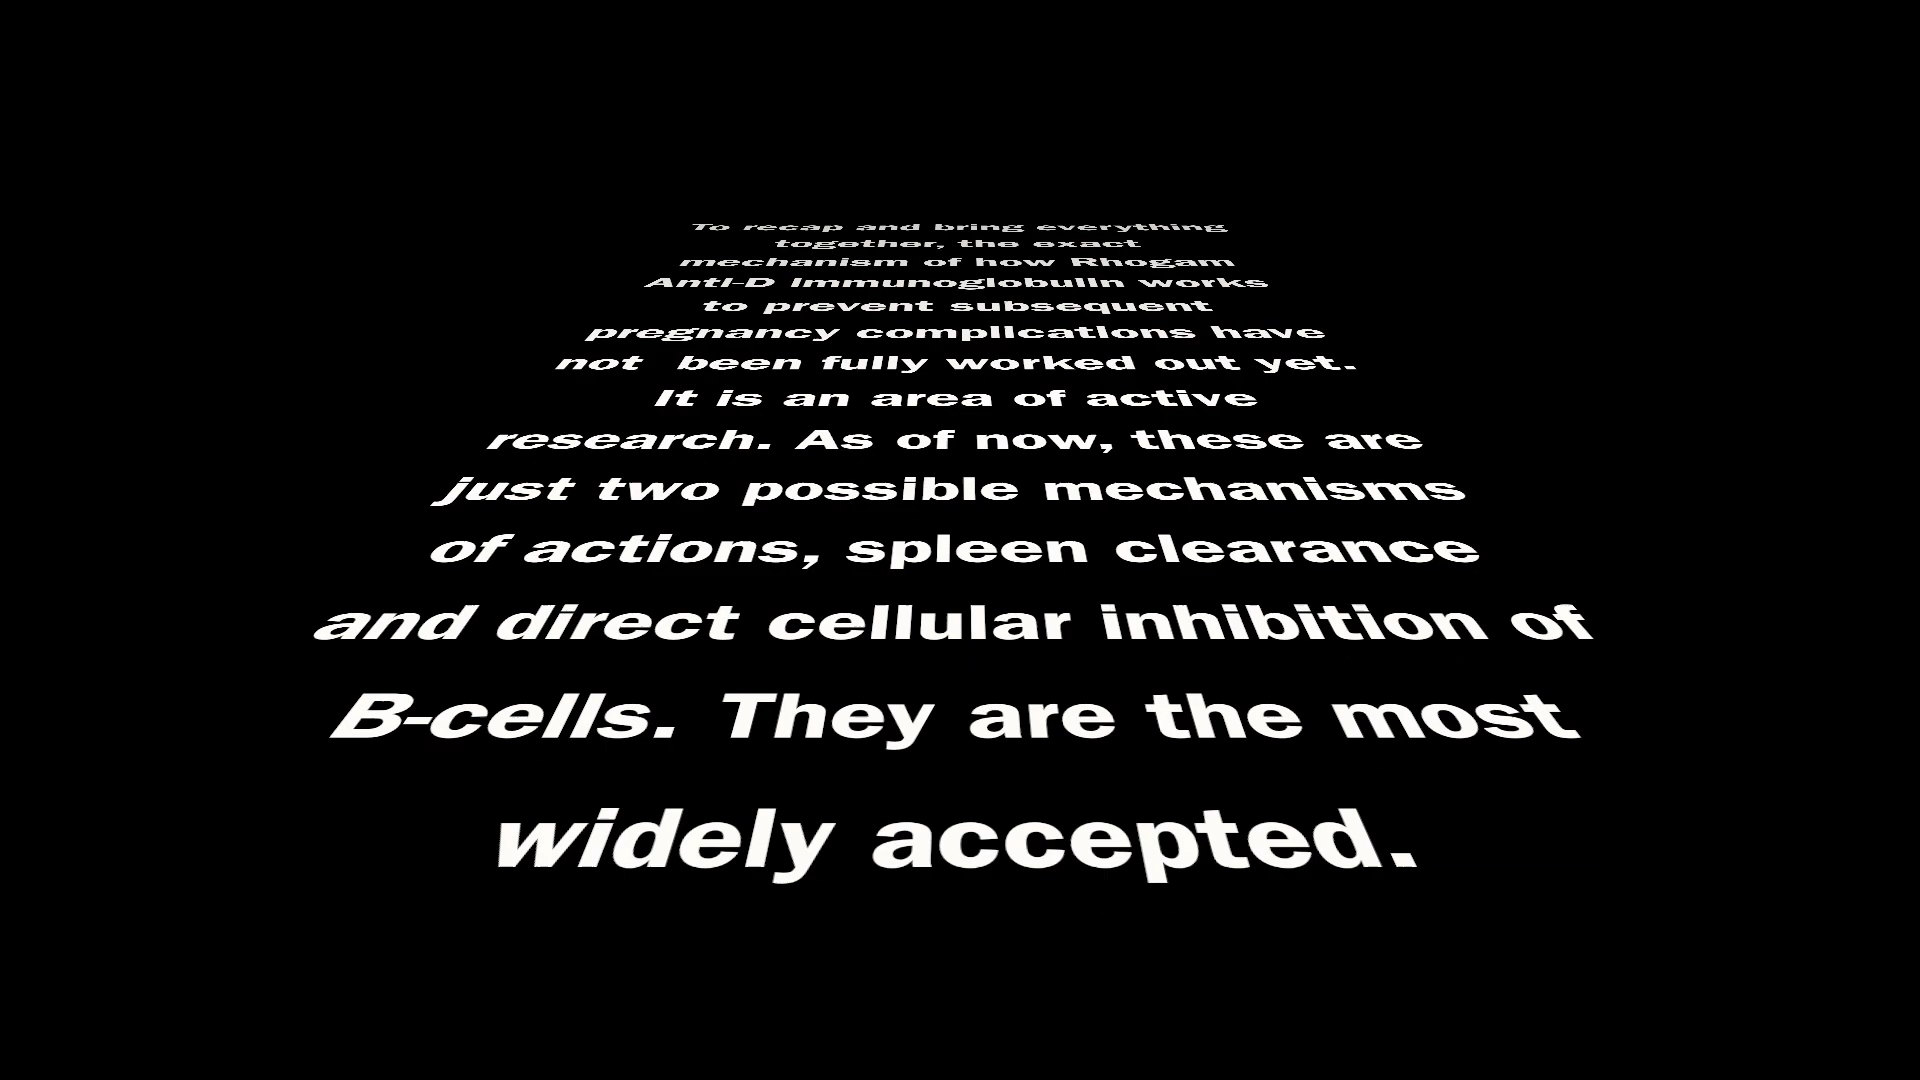 To recap and bring everything
together, the exact
mechanism of how Rhogam
Anti-D immunoglobulin works
to prevent subsequent
pregnancy complications have
not  been fully worked out yet.
It is an area of active
research. As of now, these are
just two possible mechanisms
of actions, spleen clearance
and direct cellular inhibition of
B-cells. They are the most
widely accepted.